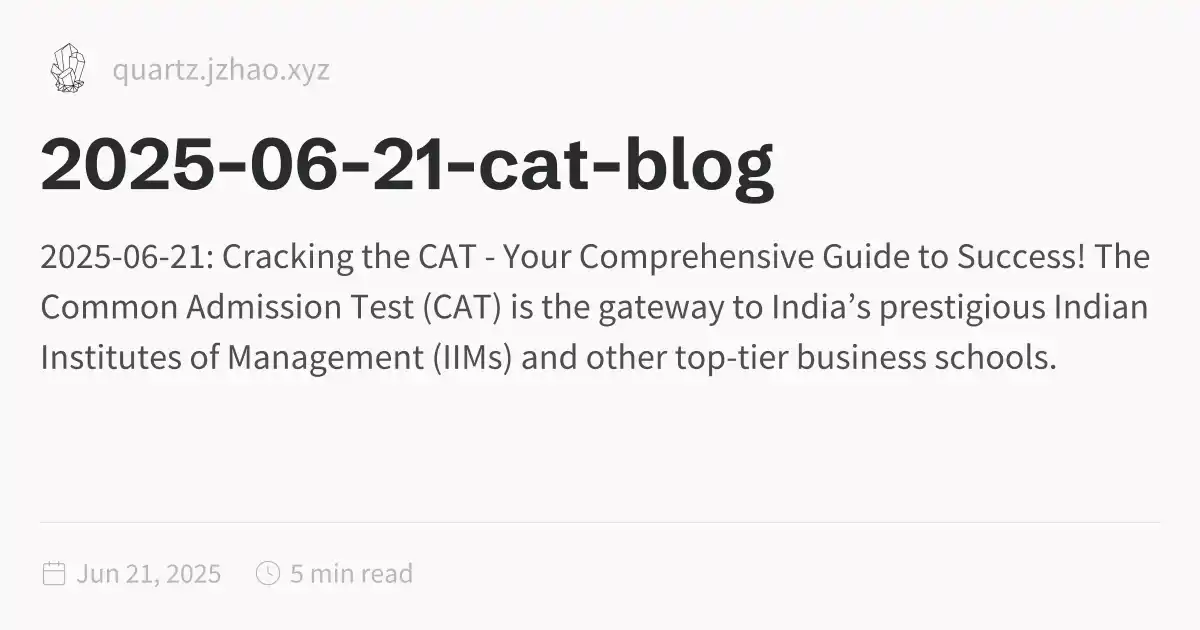 quartz.jzhao.xyz
2025-06-21-cat-blog
2025-06-21: Cracking the CAT - Your Comprehensive Guide to Success! The
Common Admission Test (CAT) is the gateway to India’s prestigious Indian
Institutes of Management (IIMs) and other top-tier business schools.
Jun 21, 2025 5 min read